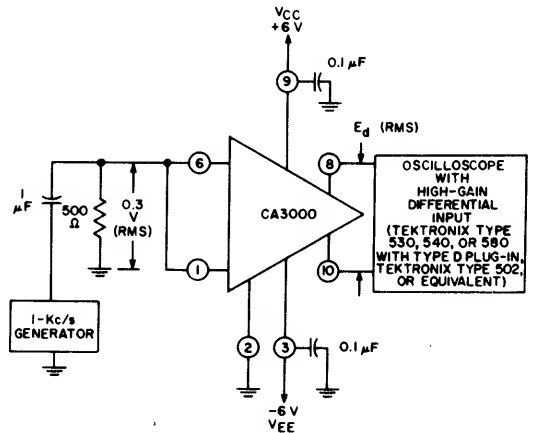 VCC
+6 V
0.1 μF
9
Ed (RMS)
6
8
1
μF
500
Ω
0.3
V
(RMS)
CA3000
OSCILLOSCOPE
WITH
HIGH-GAIN
DIFFERENTIAL
INPUT
(TEKTRONIX TYPE
530, 540, OR 580
WITH TYPE D PLUG-IN,
TEKTRONIX TYPE 502,
OR EQUIVALENT)
1
10
1-Kc/s
GENERATOR
2
3
0.1 μF
-6 V
VEE